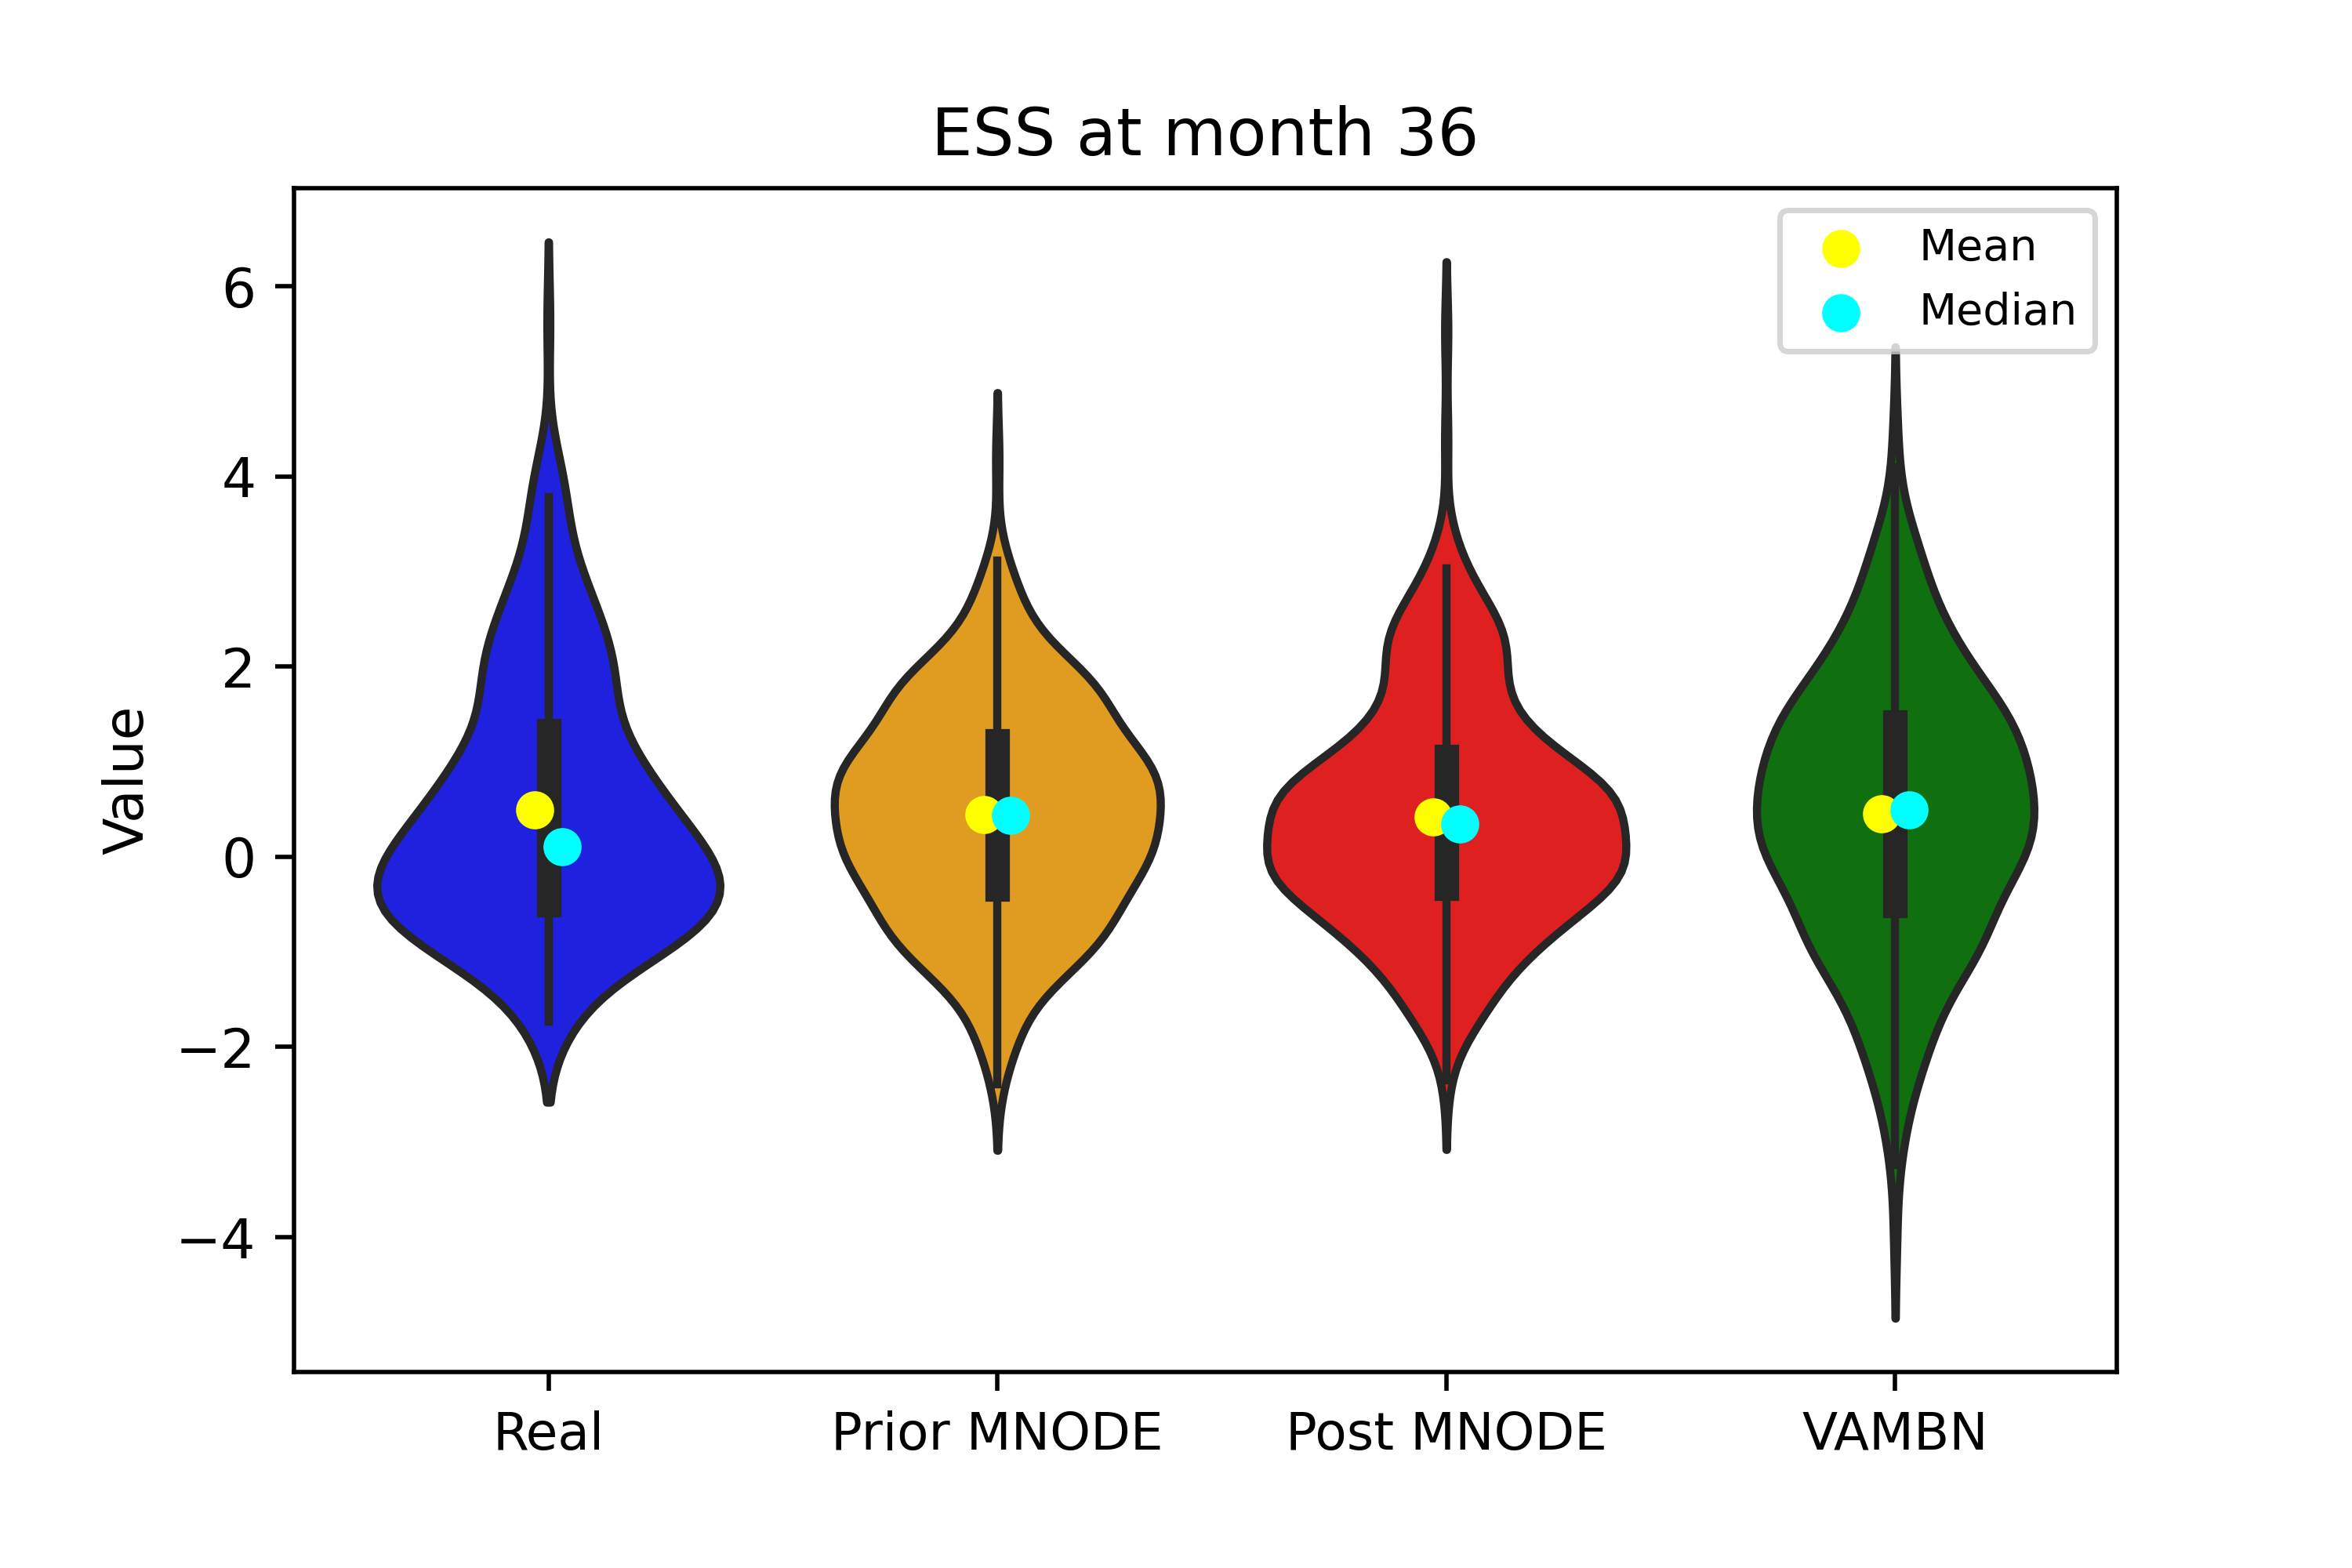 ESS at month 36
Mean
Median
6
4
2
0
−2
−4
Value
Real
Prior MNODE
Post MNODE
VAMBN